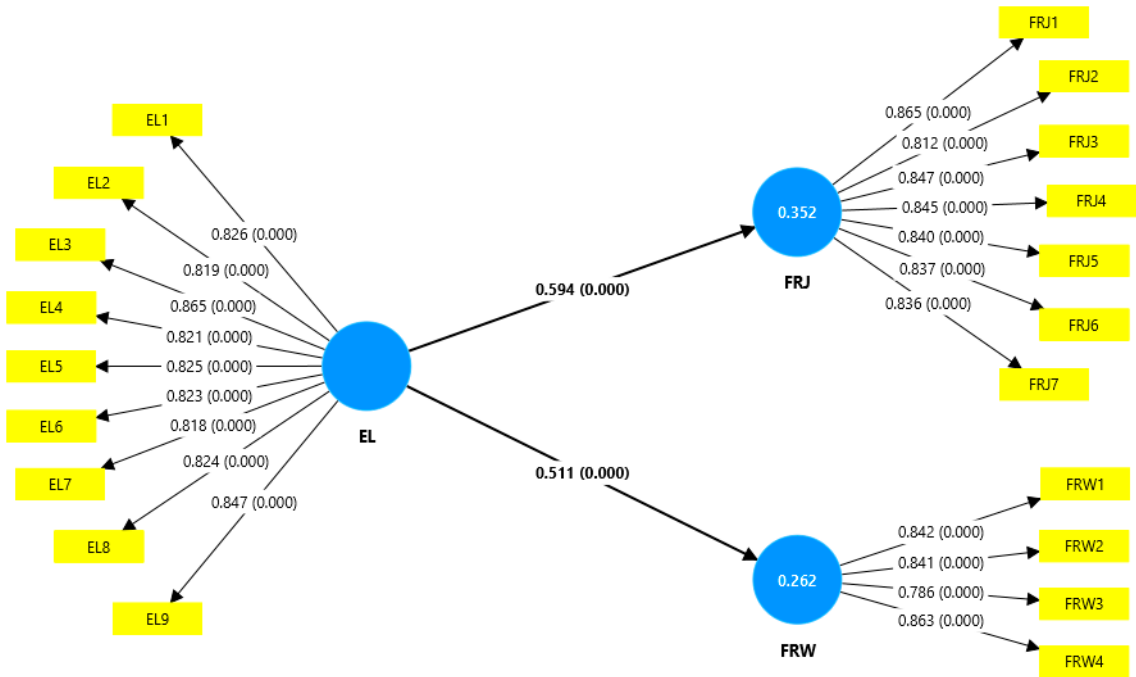 EL1
EL2
EL3
EL4
EL5
EL6
EL7
EL8
EL9
0.826 (0.000)
0.819 (0.000)
0.865 (0.000)
0.821 (0.000)
0.825 (0.000)
0.823 (0.000)
0.818 (0.000)
0.824 (0.000)
0.847 (0.000)
EL
0.594 (0.000)
0.511 (0.000)
0.352
FRJ
0.865 (0.000)
0.812 (0.000)
0.847 (0.000)
0.845 (0.000)
0.840 (0.000)
0.837 (0.000)
0.836 (0.000)
FRJ1
FRJ2
FRJ3
FRJ4
FRJ5
FRJ6
FRJ7
0.262
FRW
0.842 (0.000)
0.841 (0.000)
0.786 (0.000)
0.863 (0.000)
FRW1
FRW2
FRW3
FRW4